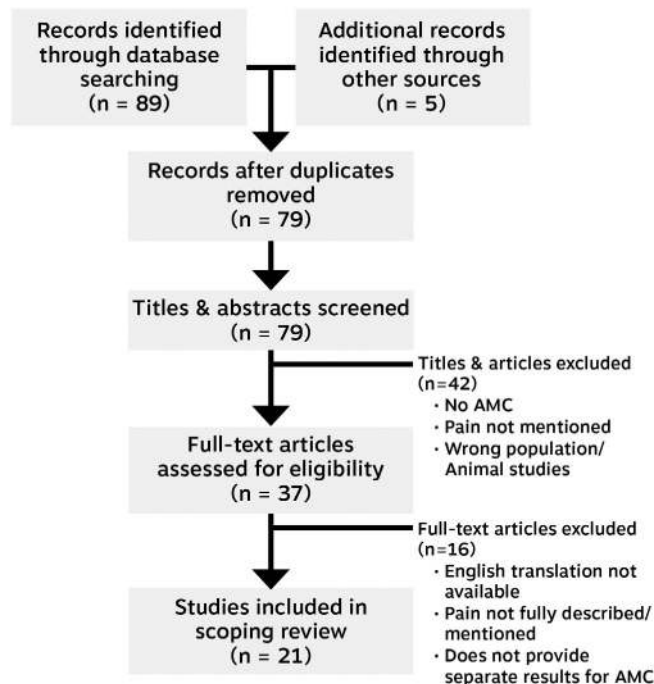 Records identified
through database
searching
(n = 89)
Additional records
identified through
other sources
(n = 5)
Records after duplicates
removed
(n = 79)
Titles & abstracts screened
(n = 79)
Titles & articles excluded
(n=42)
· No AMC
· Pain not mentioned
· Wrong population/
Animal studies
Full-text articles
assessed for eligibility
(n = 37)
Full-text articles excluded
(n=16)
· English translation not
available
· Pain not fully described/
mentioned
· Does not provide
separate results for AMC
Studies included in
scoping review
(n = 21)